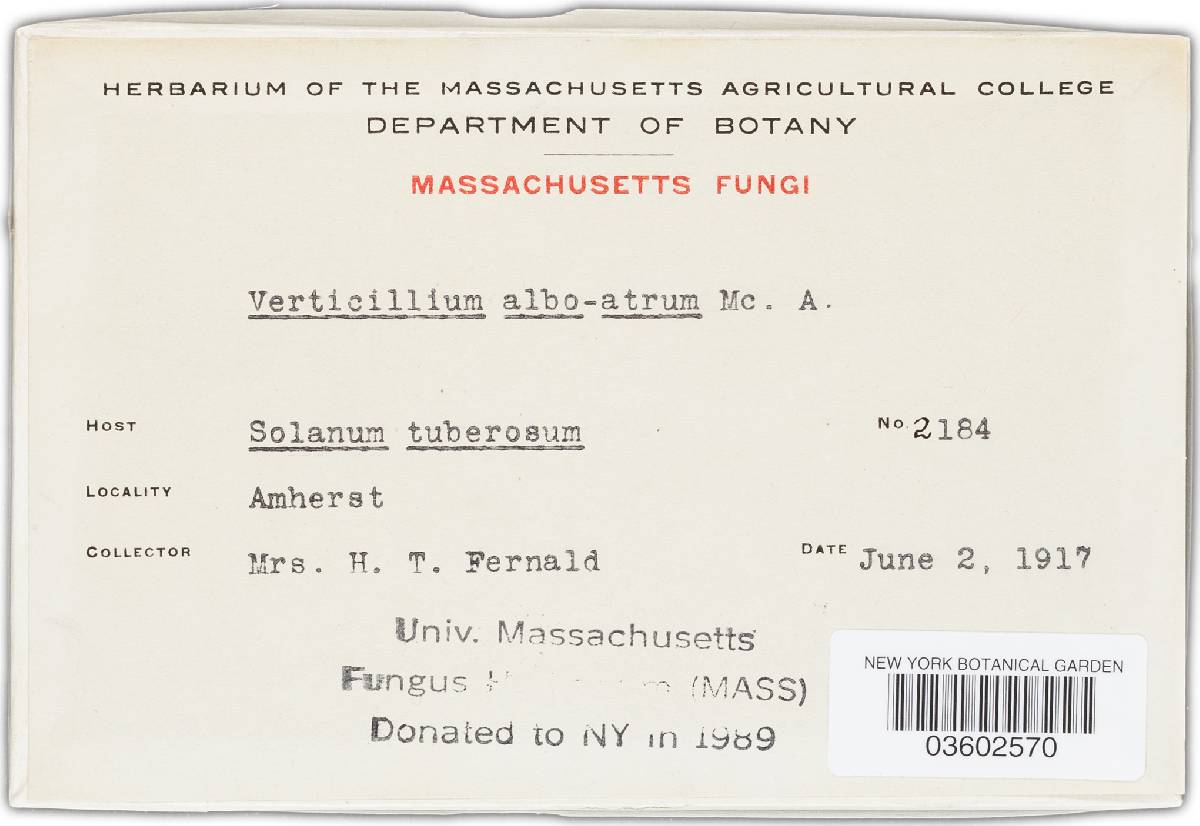 HERBARIUM OF THE MASSACHUSETTS AGRICULTURAL COLLEGE
DEPARTMENT OF BOTANY
MASSACHUSETTS FUNGI
Verticillium albo-atrum Mc. A.
HOST Solanum tuberosum No. 2184
LOCALITY Amherst
COLLECTOR Mrs. H. T. Fernald DATE June 2, 1917
Univ. Massachusetts
Fungus (MASS)
Donated to NY in 1989
NEW YORK BOTANICAL GARDEN
03602570